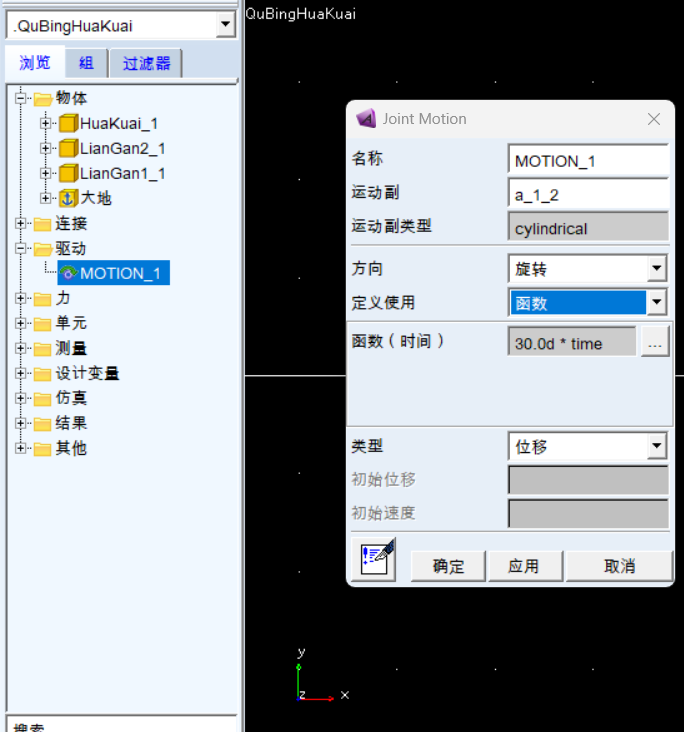 .QuBingHuaKuai
QuBingHuaKuai
浏览 组 过滤器
物体
HuaKuai_1
LianGan2_1
LianGan1_1
大地
连接
驱动
MOTION_1
力
单元
测量
设计变量
仿真
结果
其他
搜索
Joint Motion
名称 MOTION_1
运动副 a_1_2
运动副类型 cylindrical
方向 旋转
定义使用 函数
函数(时间) 30.0d * time ...
类型 位移
初始位移
初始速度
确定 应用 取消
y
z x